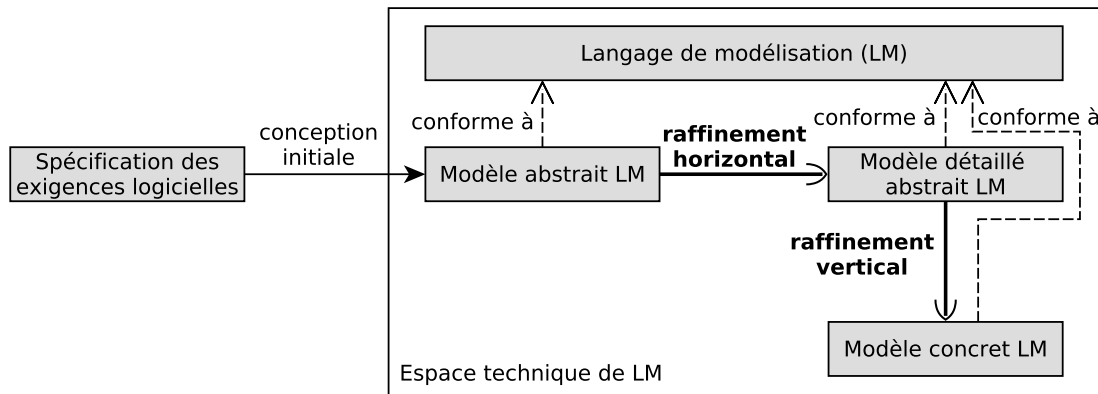 Langage de modélisation (LM)
conforme à
conforme à
conforme à
conception
initiale
raffinement
horizontal
Spécification des
exigences logicielles
Modèle abstrait LM
Modèle détaillé
abstrait LM
raffinement
vertical
Modèle concret LM
Espace technique de LM